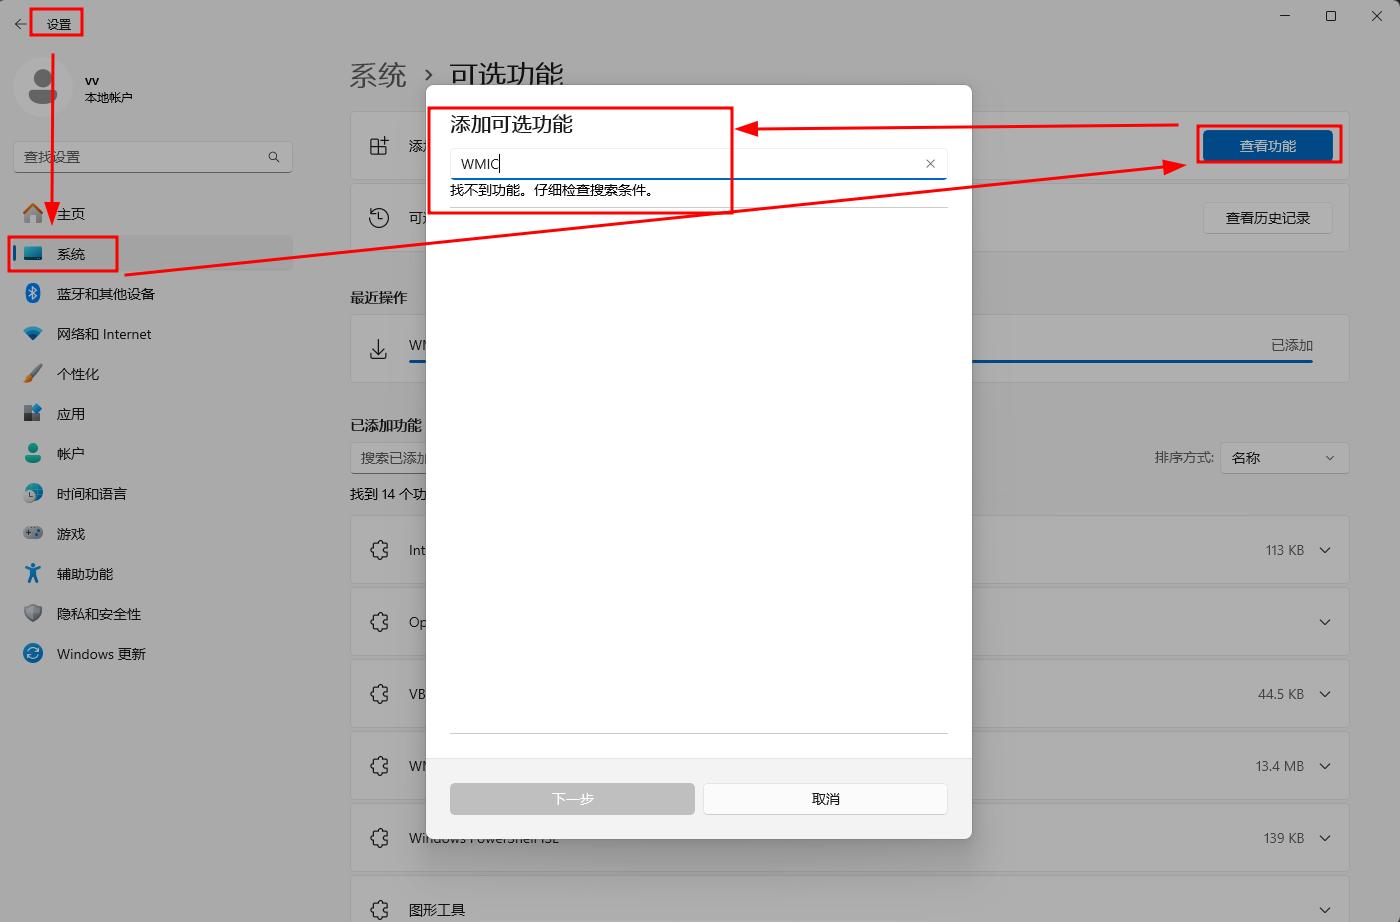 设置
vv
本地帐户
查找设置
主页
系统
蓝牙和其他设备
网络和 Internet
个性化
应用
帐户
时间和语言
游戏
辅助功能
隐私和安全性
Windows 更新
系统 › 可选功能
查看功能
查看历史记录
添加可选功能
WMIC
找不到功能。仔细检查搜索条件。
下一步
取消
最近操作
已添加
已添加功能
搜索已添加
排序方式: 名称
找到 14 个功
Int
113 KB
Op
VB
44.5 KB
13.4 MB
139 KB
图形工具